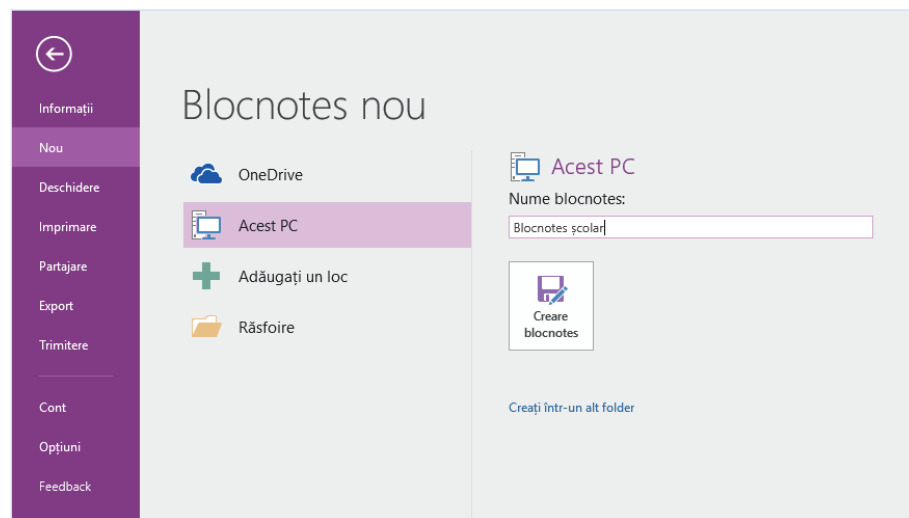 Informații
Nou
Deschidere
Imprimare
Partajare
Export
Trimitere
Cont
Opțiuni
Feedback
Blocnotes nou
OneDrive
Acest PC
Adăugați un loc
Răsfoire
Acest PC
Nume blocnotes:
Blocnotes școlar
Creare
blocnotes
Creați într-un alt folder